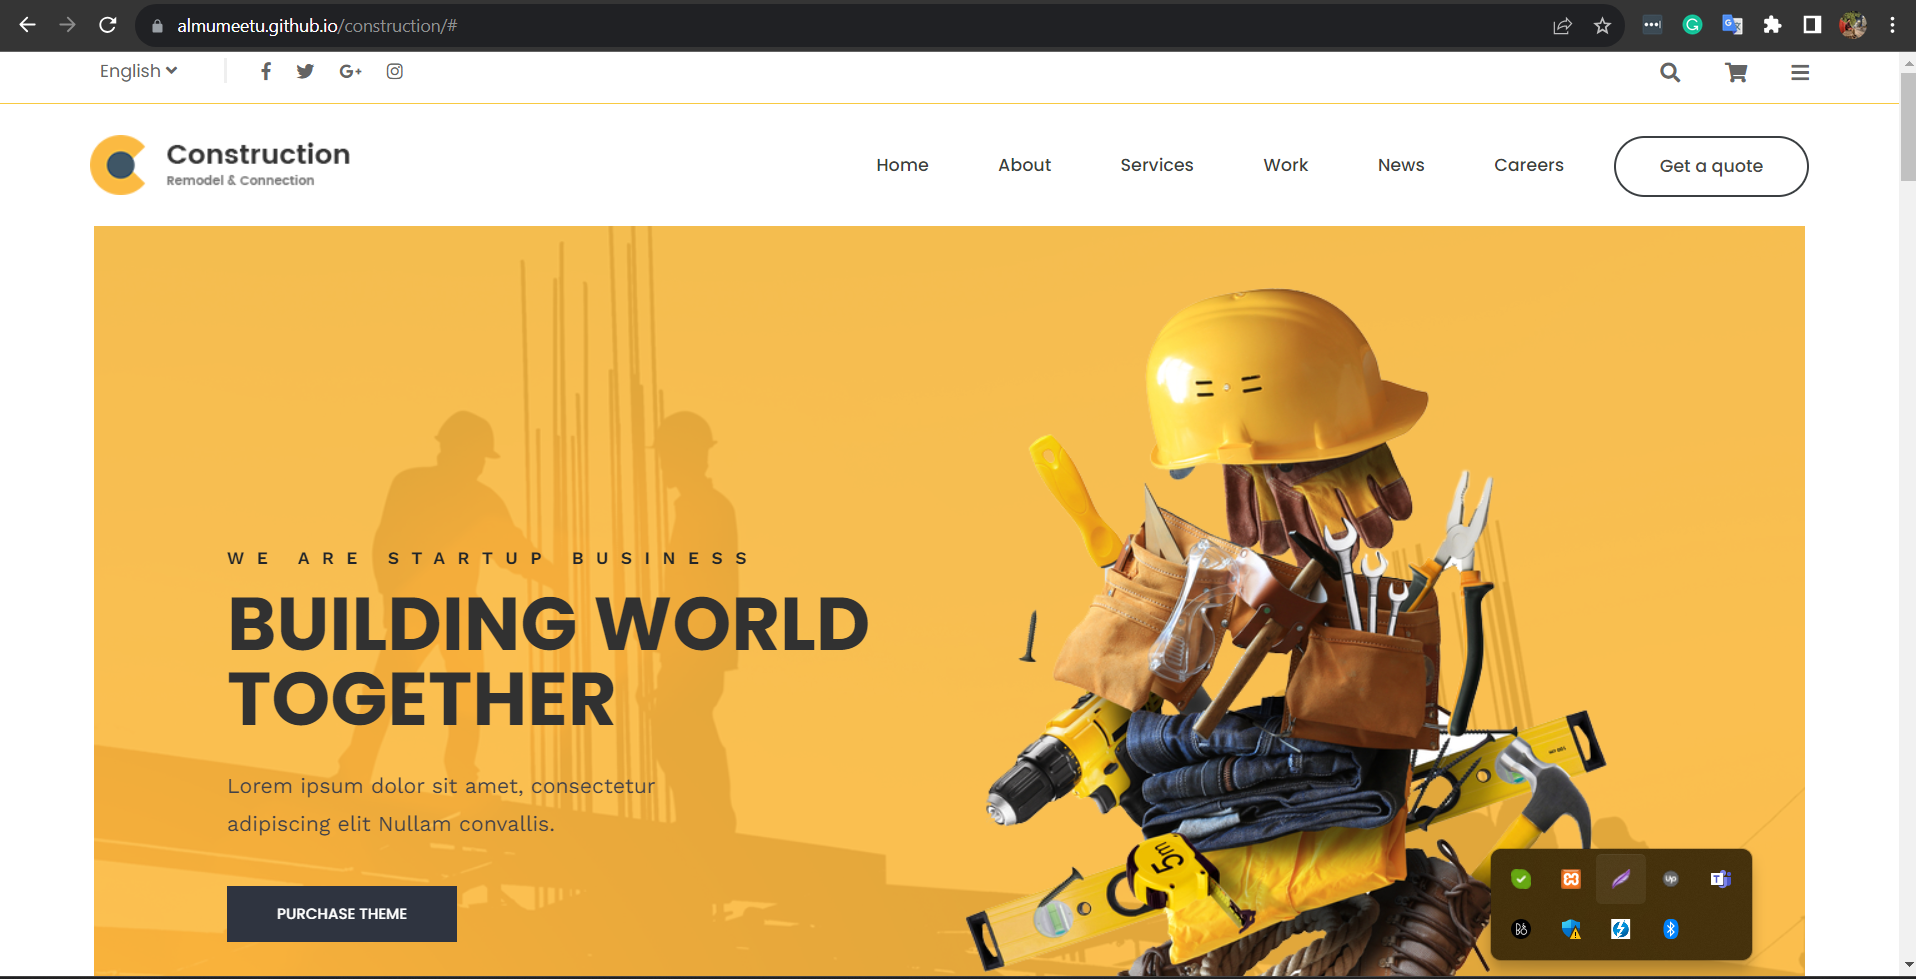 almumeetu.github.io/construction/#
English
G+
Construction
Remodel & Connection
Home About Services Work News Careers Get a quote
WE ARE STARTUP BUSINESS
BUILDING WORLD
TOGETHER
Lorem ipsum dolor sit amet, consectetur
adipiscing elit Nullam convallis.
PURCHASE THEME
5m
Up
T